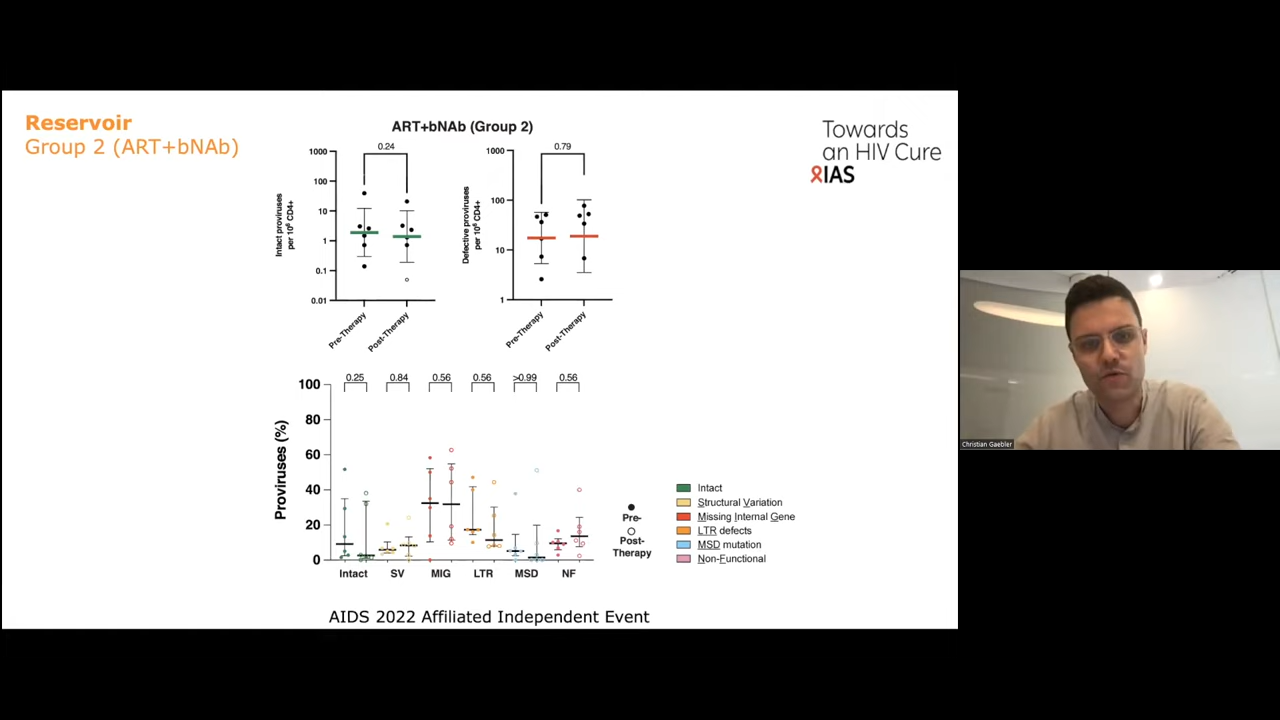 Reservoir
Group 2 (ART+bNAb)
ART+bNAb (Group 2)
Towards
an HIV Cure
IAS
0.24
1000
100
10
1
0.1
0.01
Intact proviruses
per 10⁶ CD4+
Pre-Therapy
Post-Therapy
0.79
1000
100
10
1
Defective proviruses
per 10⁶ CD4+
Pre-Therapy
Post-Therapy
Christian Gaebler
0.25
0.84
0.56
0.56
>0.99
0.56
100
80
60
40
20
0
Proviruses (%)
Intact
SV
MIG
LTR
MSD
NF
Pre-
Post-
Therapy
Intact
Structural Variation
Missing Internal Gene
LTR defects
MSD mutation
Non-Functional
AIDS 2022 Affiliated Independent Event